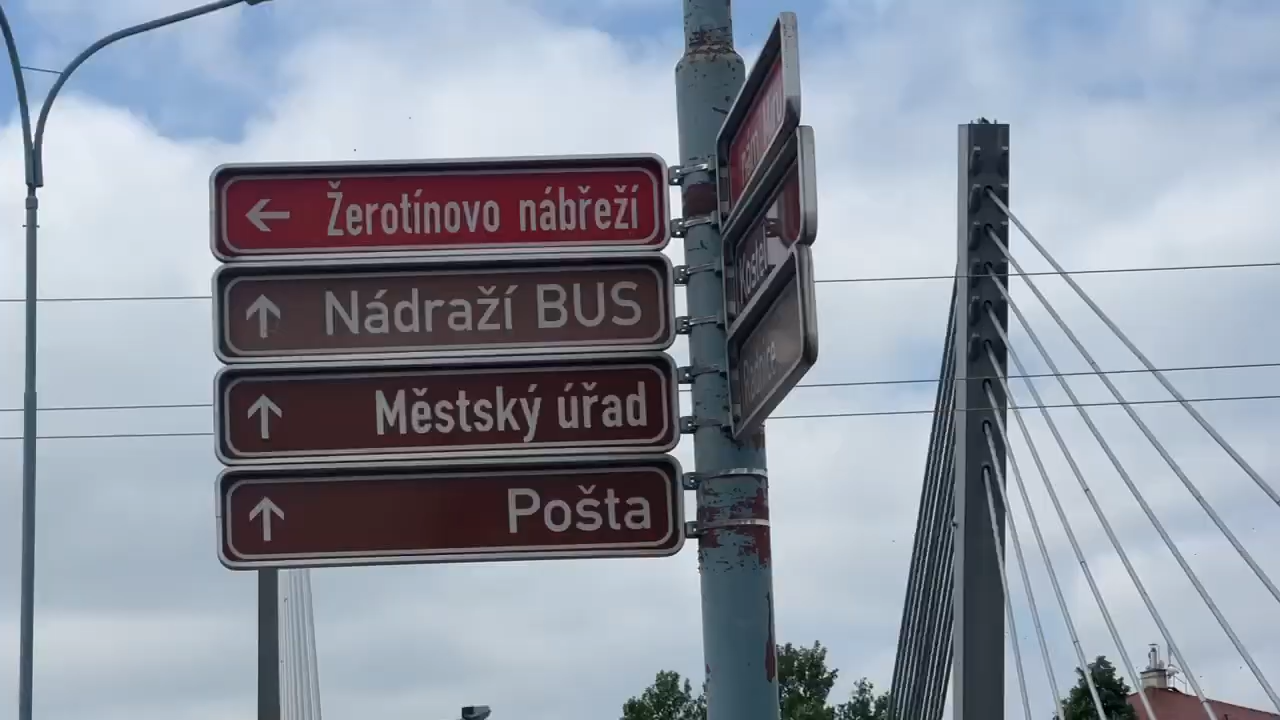 Žerotínovo nábřeží
Nádraží BUS
Městský úřad
Pošta
Kostel